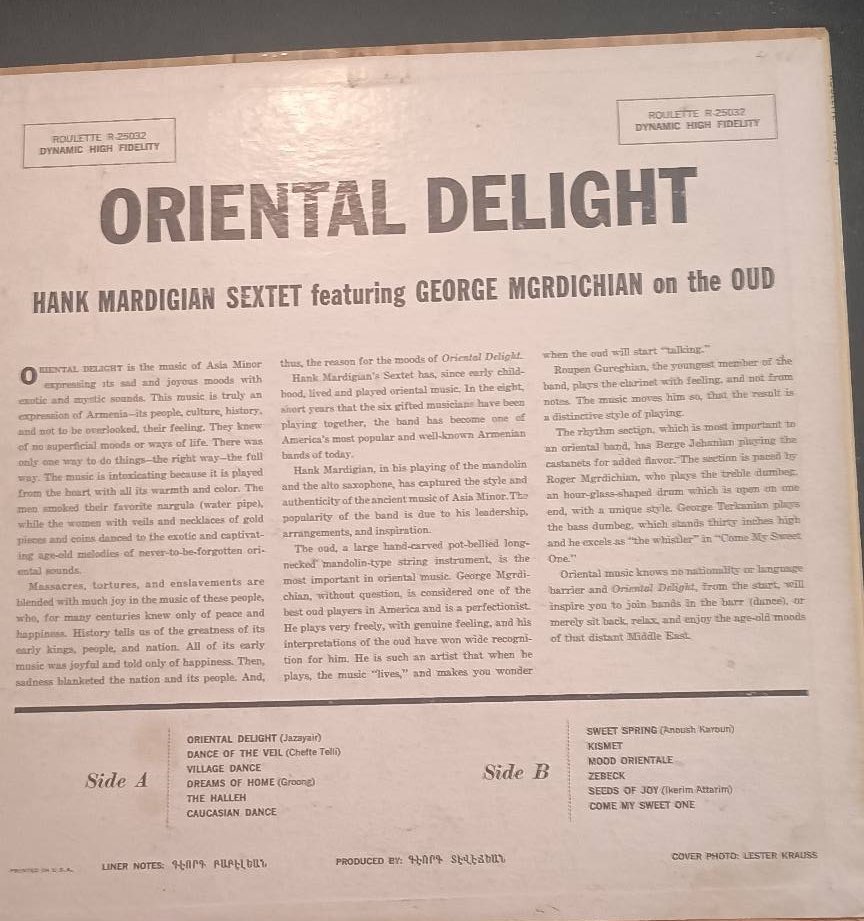 ROULETTE R-25032
DYNAMIC HIGH FIDELITY
ROULETTE R-25032
DYNAMIC HIGH FIDELITY
ORIENTAL DELIGHT
HANK MARDIGIAN SEXTET featuring GEORGE MGRDICHIAN on the OUD
ORIENTAL DELIGHT is the music of Asia Minor
expressing its sad and joyous moods with
exotic and mystic sounds. This music is truly an
expression of Armenia—its people, culture, history,
and not to be overlooked, their feeling. They knew
of no superficial moods or ways of life. There was
only one way to do things—the right way—the full
way. The music is intoxicating because it is played
from the heart with all its warmth and color. The
men smoked their favorite nargula (water pipe),
while the women with veils and necklaces of gold
pieces and coins danced to the exotic and captivat-
ing age-old melodies of never-to-be-forgotten ori-
ental sounds.
Massacres, tortures, and enslavements are
blended with much joy in the music of these people,
who, for many centuries knew only of peace and
happiness. History tells us of the greatness of its
early kings, people, and nation. All of its early
music was joyful and told only of happiness. Then,
sadness blanketed the nation and its people. And,
thus, the reason for the moods of Oriental Delight.
Hank Mardigian's Sextet has, since early child-
hood, lived and played oriental music. In the eight,
short years that the six gifted musicians have been
playing together, the band has become one of
America's most popular and well-known Armenian
bands of today.
Hank Mardigian, in his playing of the mandolin
and the alto saxophone, has captured the style and
authenticity of the ancient music of Asia Minor. The
popularity of the band is due to his leadership,
arrangements, and inspiration.
The oud, a large hand-carved pot-bellied long-
necked mandolin-type string instrument, is the
most important in oriental music. George Mgrdi-
chian, without question, is considered one of the
best oud players in America and is a perfectionist.
He plays very freely, with genuine feeling, and his
interpretations of the oud have won wide recogni-
tion for him. He is such an artist that when he
plays, the music "lives," and makes you wonder
when the oud will start "talking."
Roupen Gureghian, the youngest member of the
band, plays the clarinet with feeling, and not from
notes. The music moves him so, that the result is
a distinctive style of playing.
The rhythm section, which is most important to
an oriental band, has Berge Jehanian playing the
castanets for added flavor. The section is paced by
Roger Mgrdichian, who plays the treble dumbeg,
an hour-glass-shaped drum which is open on one
end, with a unique style. George Terkanian plays
the bass dumbeg, which stands thirty inches high
and he excels as "the whistler" in "Come My Sweet
One."
Oriental music knows no nationality or language
barrier and Oriental Delight, from the start, will
inspire you to join hands in the barr (dance), or
merely sit back, relax, and enjoy the age-old moods
of that distant Middle East.
Side A
ORIENTAL DELIGHT (Jazayair)
DANCE OF THE VEIL (Chefte Telli)
VILLAGE DANCE
DREAMS OF HOME (Groong)
THE HALLEH
CAUCASIAN DANCE
Side B
SWEET SPRING (Anoush Karoun)
KISMET
MOOD ORIENTALE
ZEBECK
SEEDS OF JOY (Ikerim Attarim)
COME MY SWEET ONE
PRINTED IN U.S.A.
LINER NOTES: ԳԷՈՐԳ
PRODUCED BY: ԳԷՈՐԳ
COVER PHOTO: LESTER KRAUSS